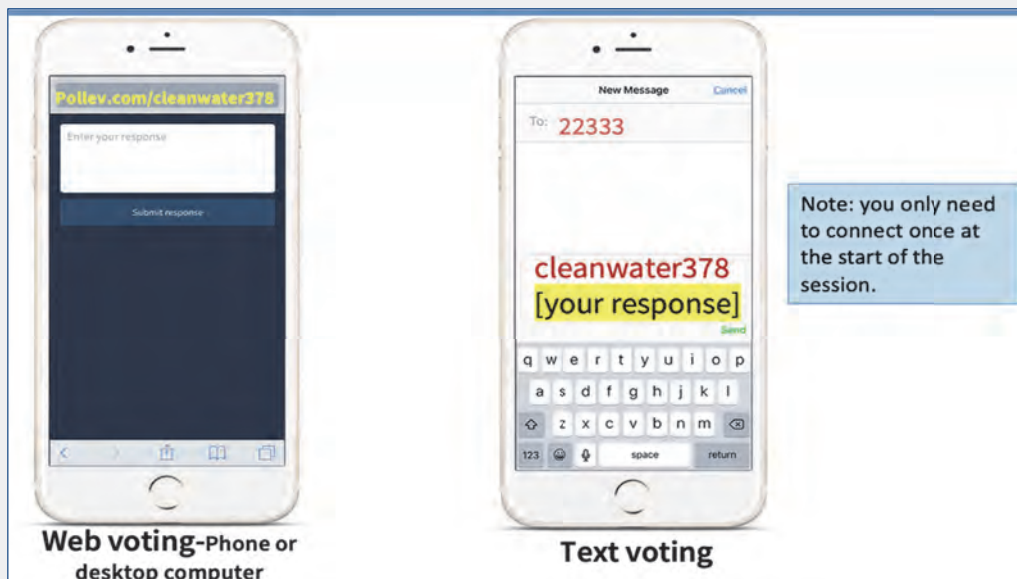 Pollev.com/cleanwater378
Enter your response
Submit response
Web voting-Phone or
desktop computer
New Message
Cancel
To: 22333
cleanwater378
[your response]
Send
q w e r t y u i o p
a s d f g h j k l
z x c v b n m
123 space return
Text voting
Note: you only need
to connect once at
the start of the
session.